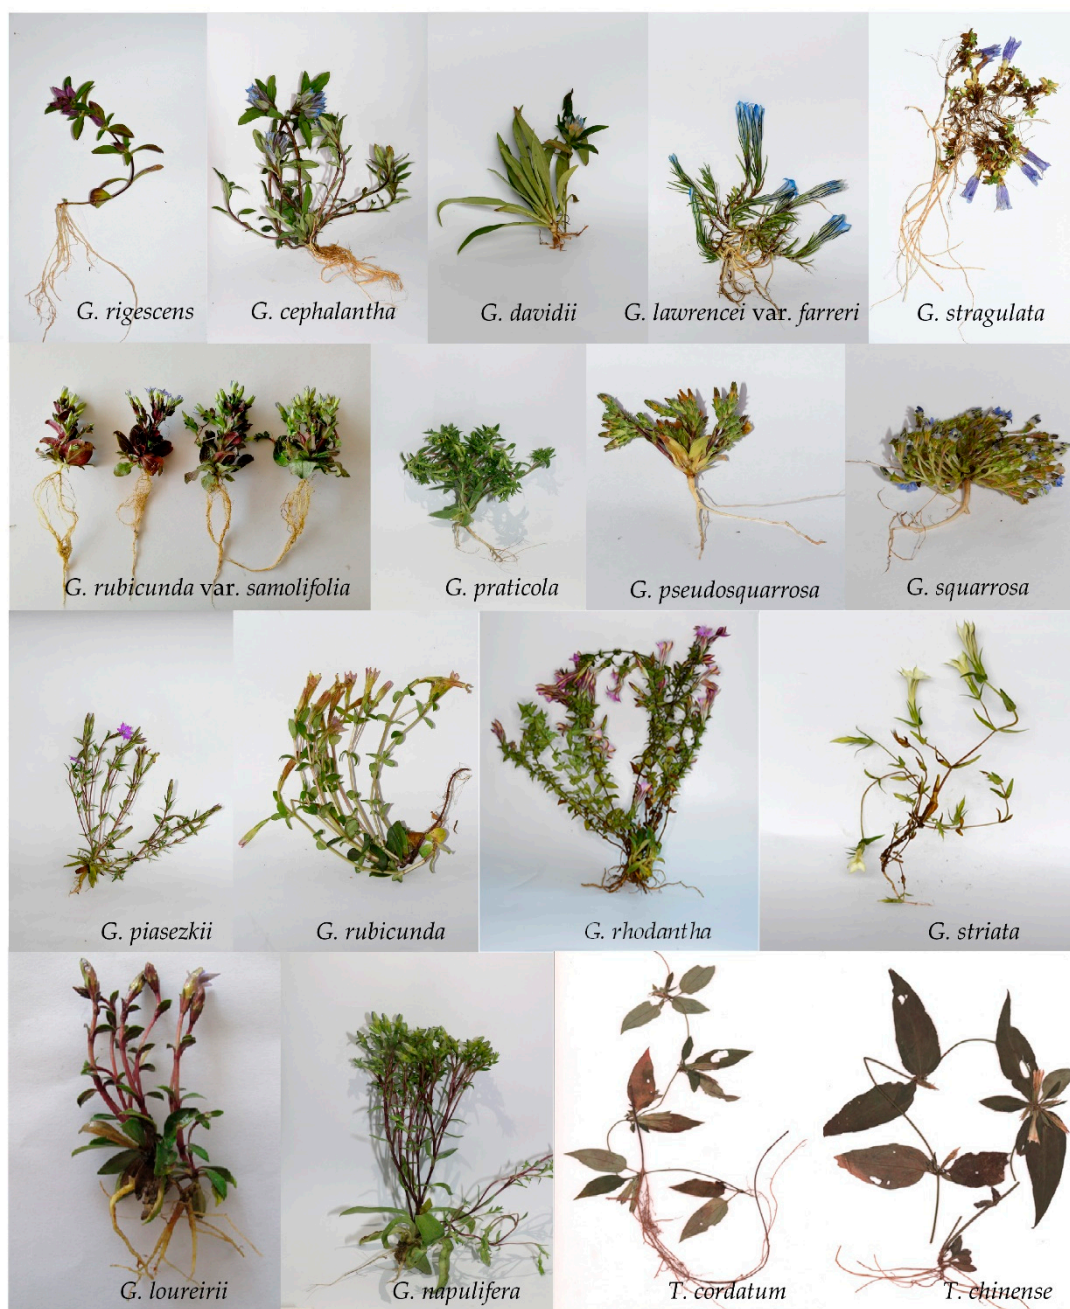 G. rigescens
G. cephalantha
G. davidii
G. lawrencei var. farreri
G. stragulata
G. rubicunda var. samolifolia
G. praticola
G. pseudosquarrosa
G. squarrosa
G. piasezkii
G. rubicunda
G. rhodantha
G. striata
G. loureirii
G. napulifera
T. cordatum
T. chinense